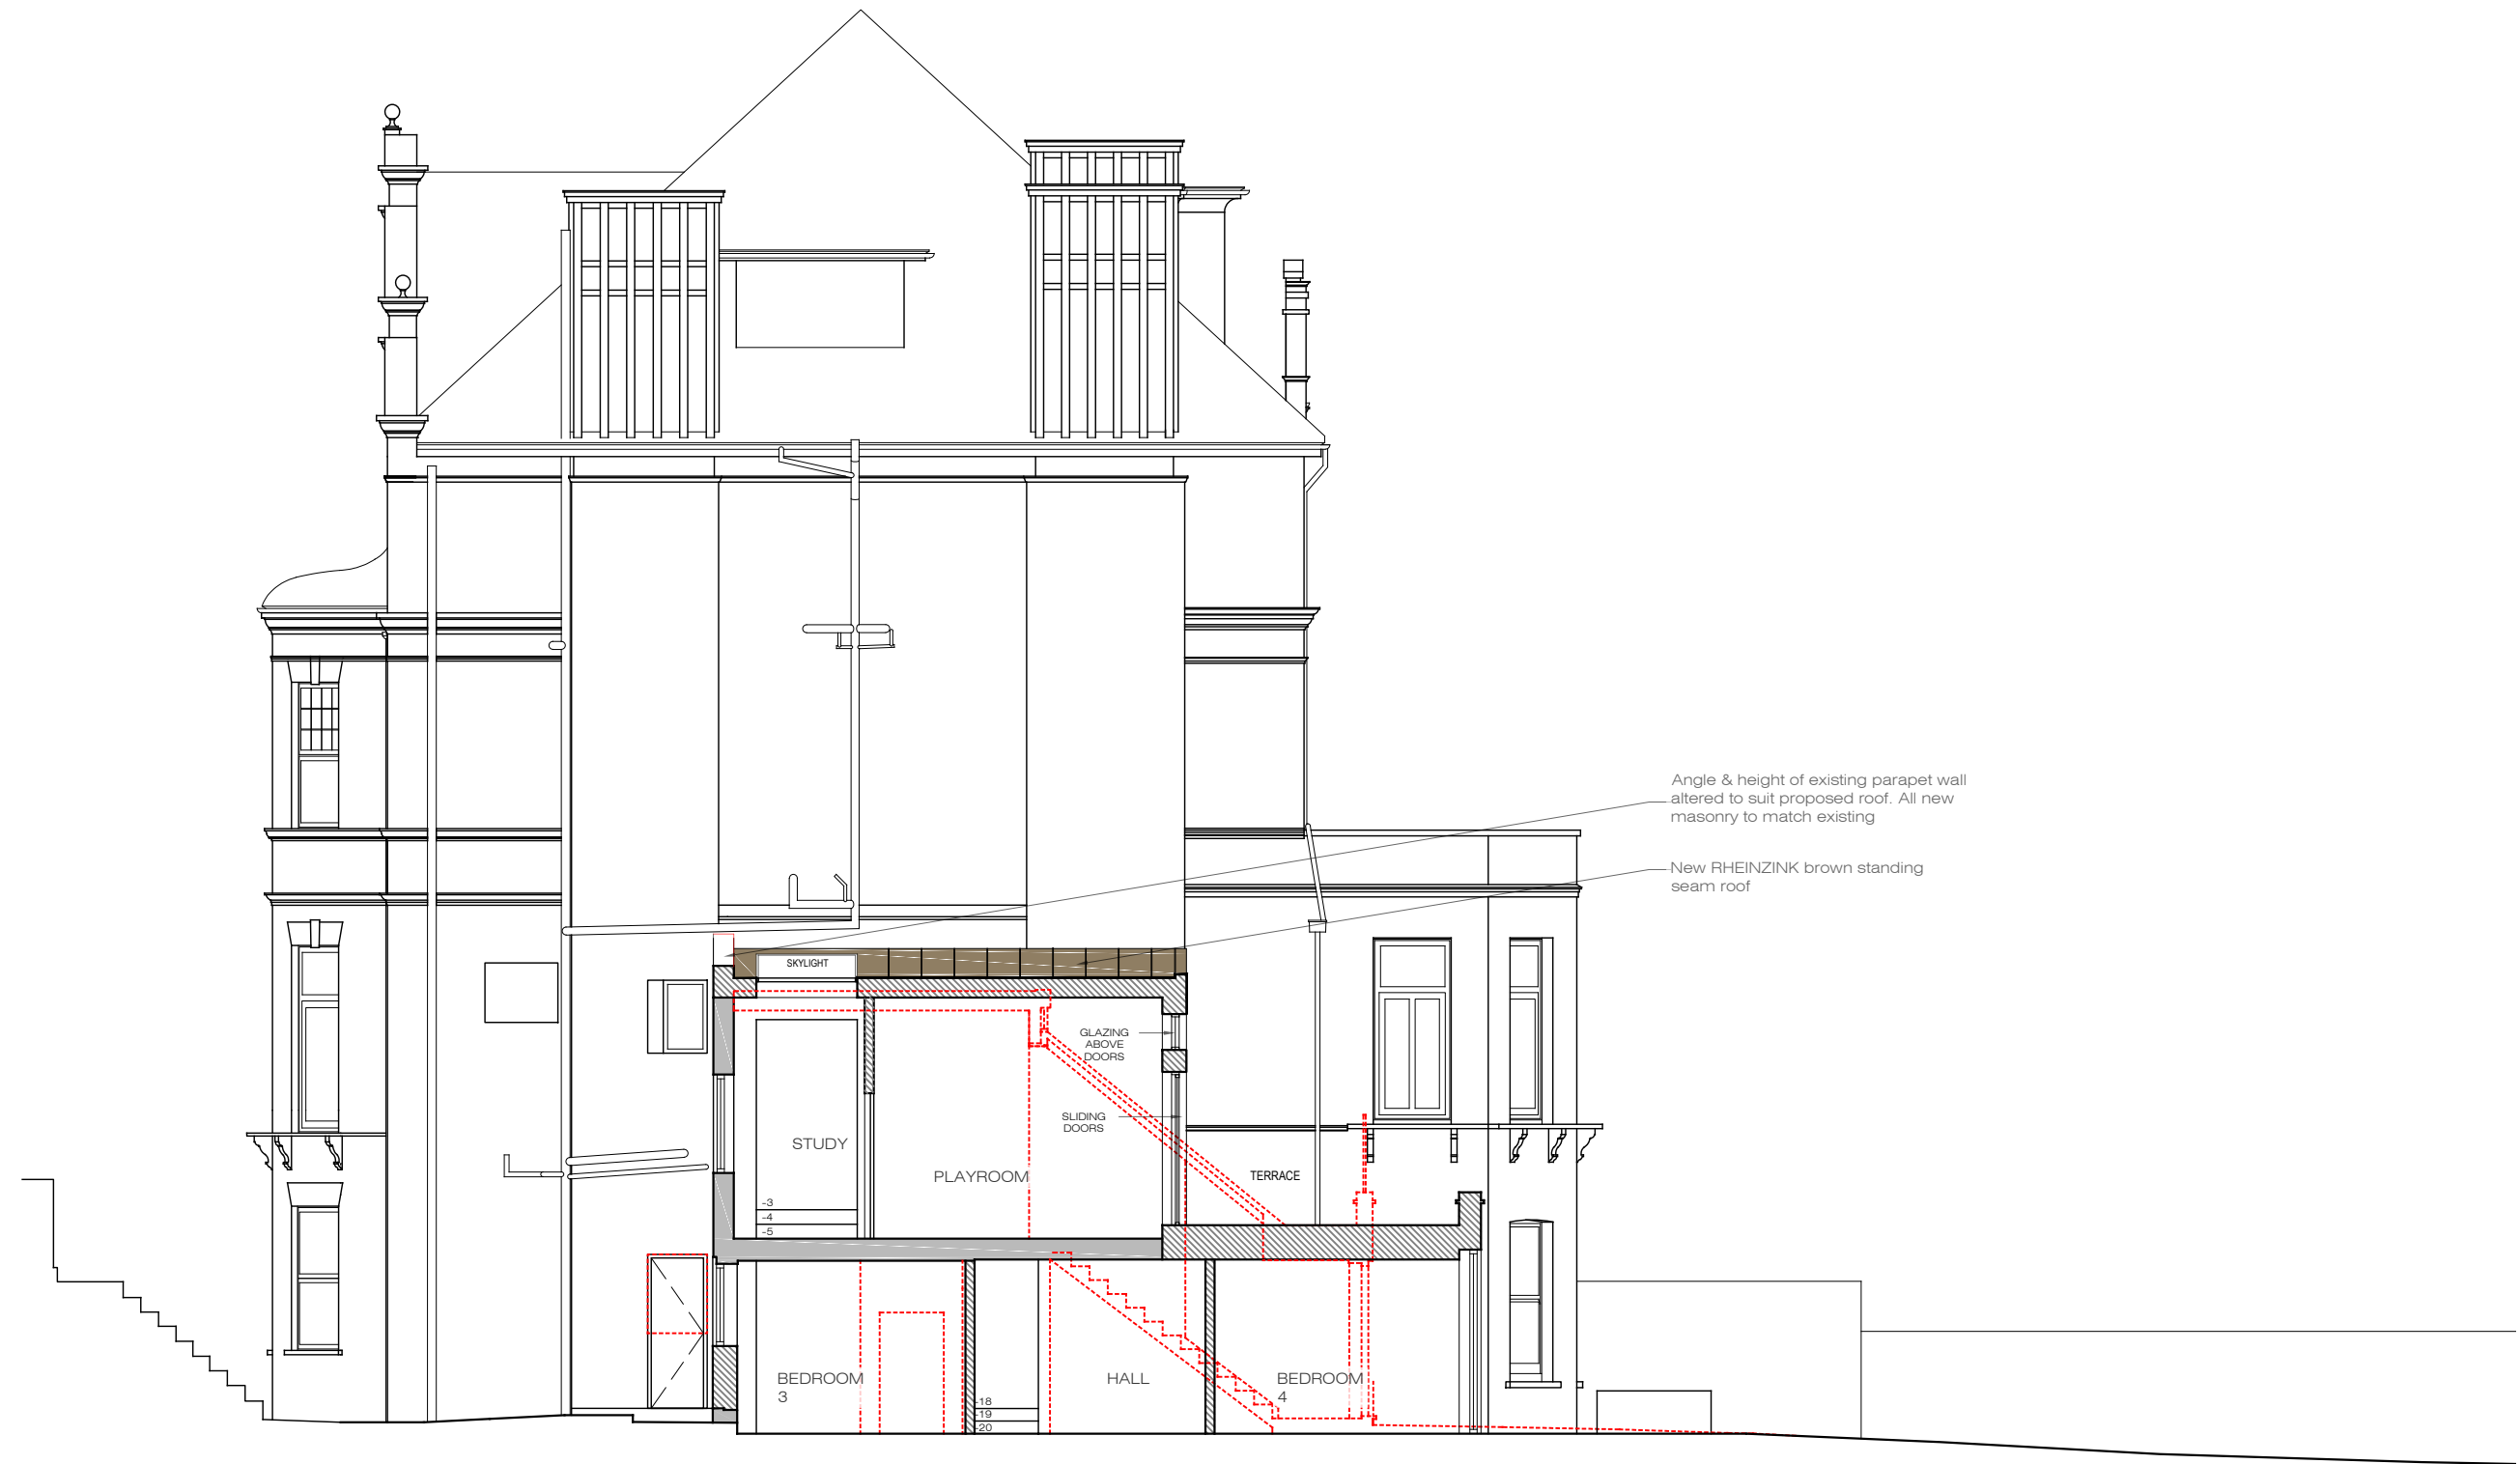 Angle & height of existing parapet wall
altered to suit proposed roof. All new
masonry to match existing
New RHEINZINK brown standing
seam roof
SKYLIGHT
GLAZING
ABOVE
DOORS
SLIDING
DOORS
STUDY
PLAYROOM
TERRACE
-3
-4
-5
BEDROOM
3
HALL
BEDROOM
4
-18
-19
-20